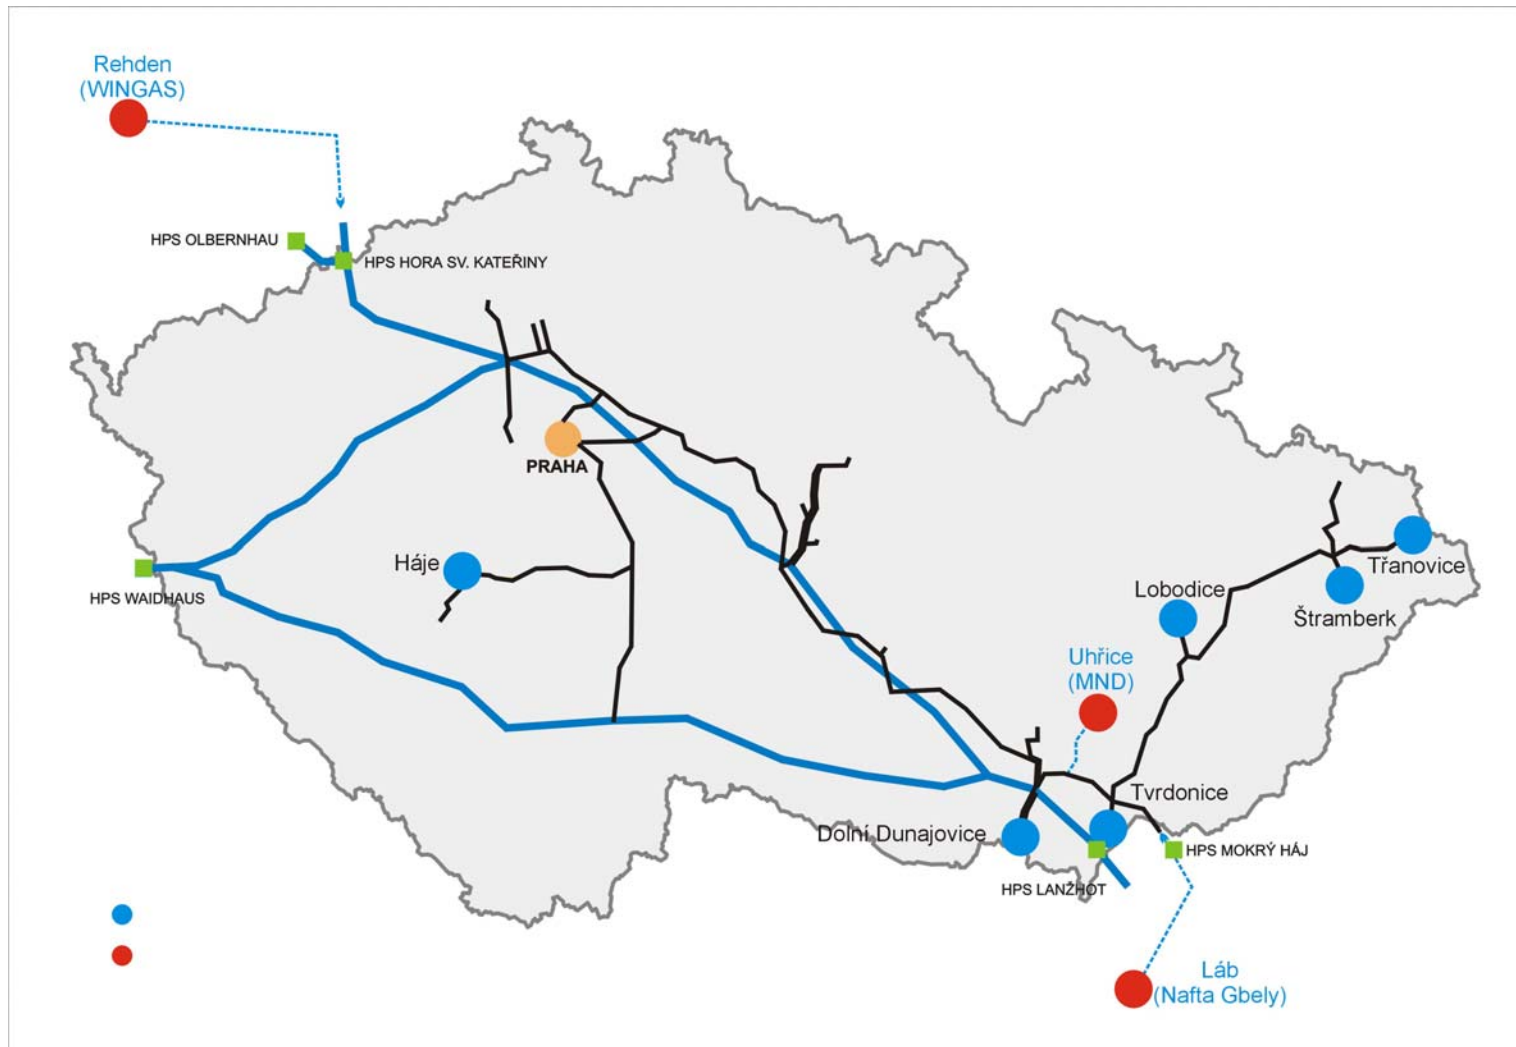 Rehden
(WINGAS)
HPS OLBERNHAU
HPS HORA SV. KATEŘINY
PRAHA
Háje
HPS WAIDHAUS
Třanovice
Lobodice
Štramberk
Uhřice
(MND)
Tvrdonice
Dolní Dunajovice
HPS MOKRÝ HÁJ
HPS LANŽHOT
Láb
(Nafta Gbely)